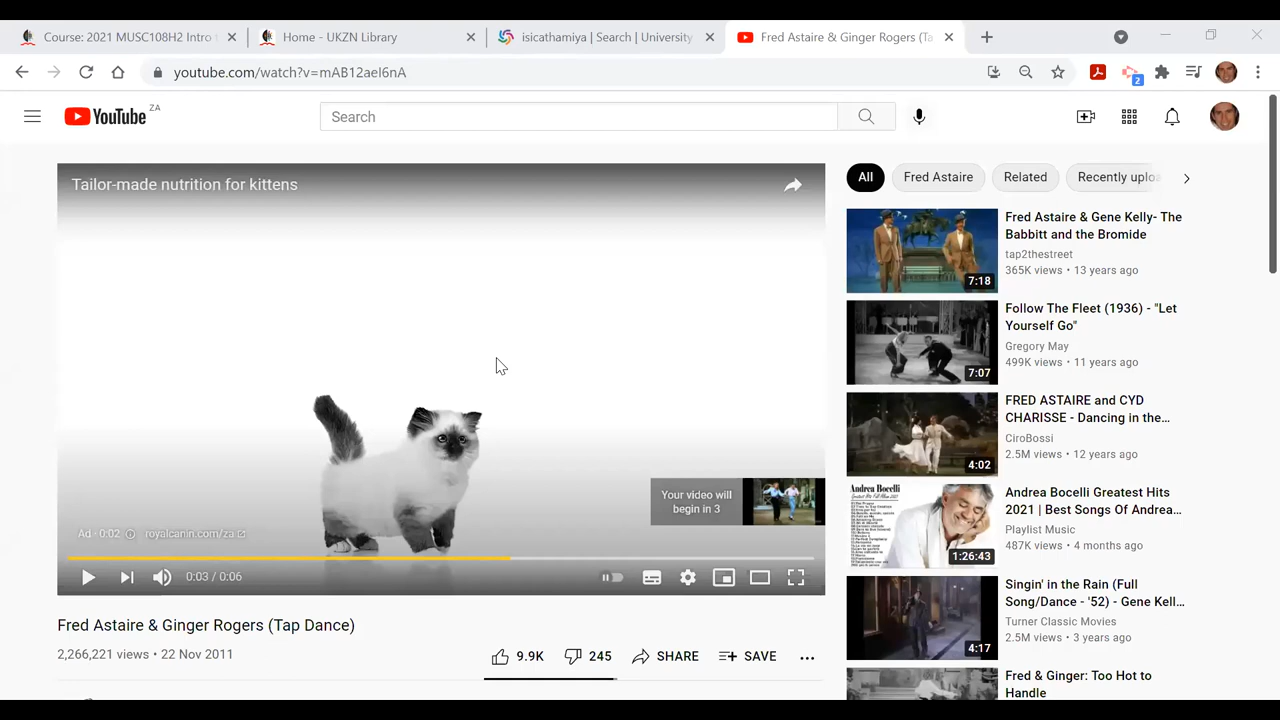 Course: 2021 MUSC108H2 Intro
Home - UKZN Library
isicathamiya | Search | University
Fred Astaire & Ginger Rogers (Ta
youtube.com/watch?v=mAB12aeI6nA
2
YouTube
ZA
Search
Tailor-made nutrition for kittens
Your video will
begin in 3
Ad · 0:02
0:03 / 0:06
Fred Astaire & Ginger Rogers (Tap Dance)
2,266,221 views • 22 Nov 2011
9.9K
245
SHARE
SAVE
All
Fred Astaire
Related
Recently uploa
Fred Astaire & Gene Kelly- The
Babbitt and the Bromide
tap2thestreet
365K views • 13 years ago
7:18
Follow The Fleet (1936) - "Let
Yourself Go"
Gregory May
499K views • 11 years ago
7:07
FRED ASTAIRE and CYD
CHARISSE - Dancing in the...
CiroBossi
2.5M views • 12 years ago
4:02
Andrea Bocelli
Andrea Bocelli Greatest Hits
2021 | Best Songs Of Andrea...
Playlist Music
487K views • 4 months ago
1:26:43
Singin' in the Rain (Full
Song/Dance - '52) - Gene Kell...
Turner Classic Movies
2.5M views • 3 years ago
4:17
Fred & Ginger: Too Hot to
Handle